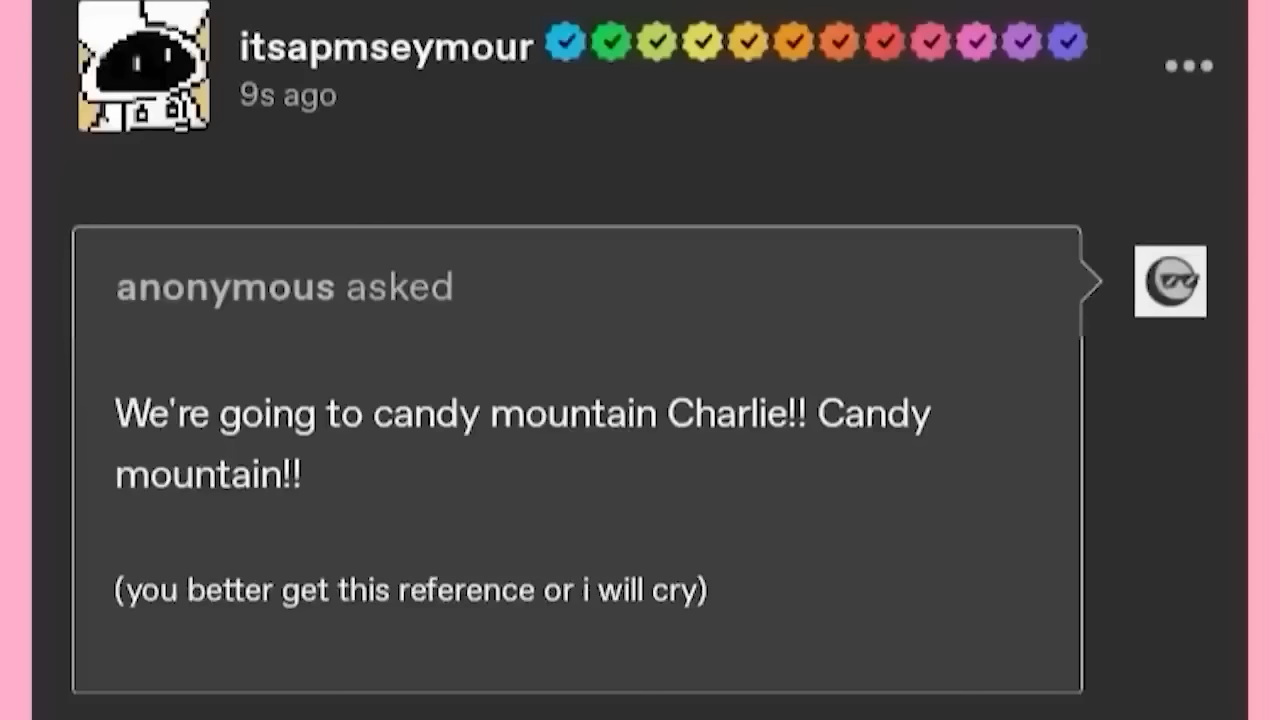 itsapmseymour
9s ago
anonymous asked
We're going to candy mountain Charlie!! Candy
mountain!!
(you better get this reference or i will cry)